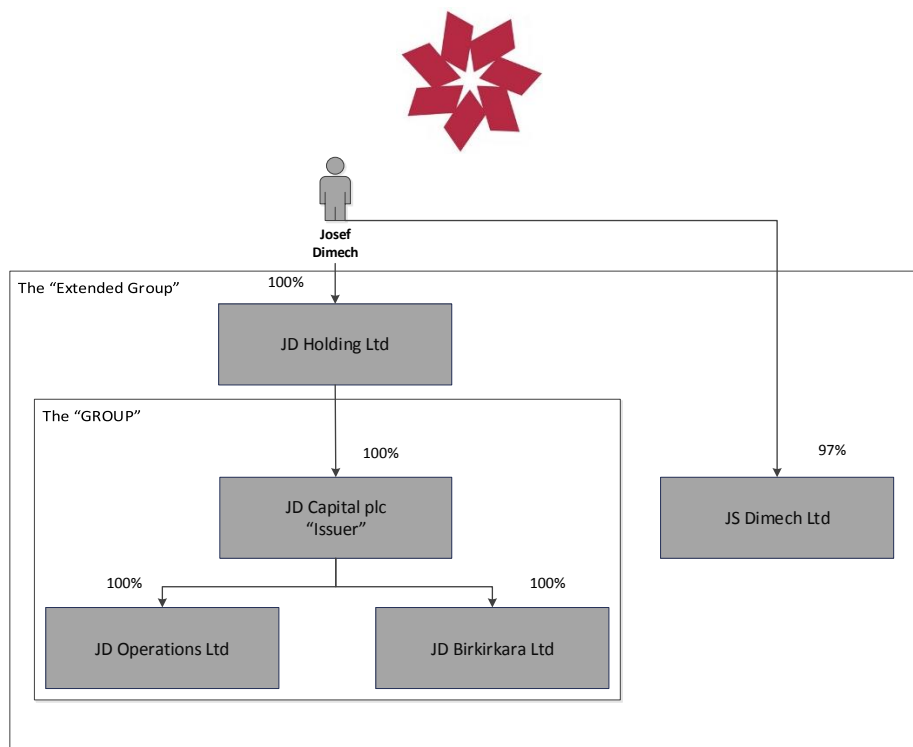 Josef
Dimech
The “Extended Group”
100%
JD Holding Ltd
The “GROUP”
100%
97%
JD Capital plc
“Issuer”
JS Dimech Ltd
100%
100%
JD Operations Ltd
JD Birkirkara Ltd